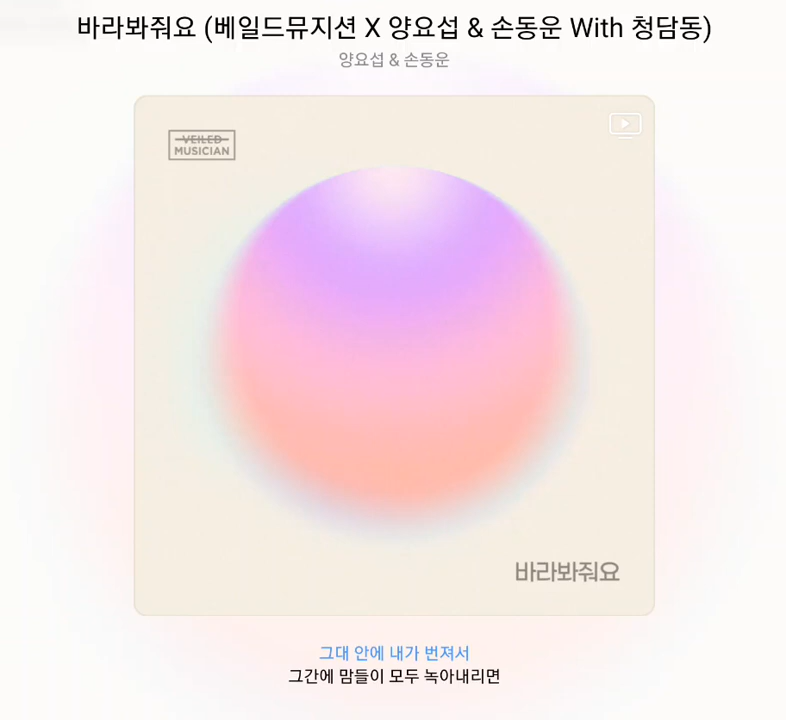 바라봐줘요 (베일드뮤지션 X 양요섭 & 손동운 With 청담동)
양요섭 & 손동운
VEILED
MUSICIAN
바라봐줘요
그대 안에 내가 번져서
그간에 맘들이 모두 녹아내리면